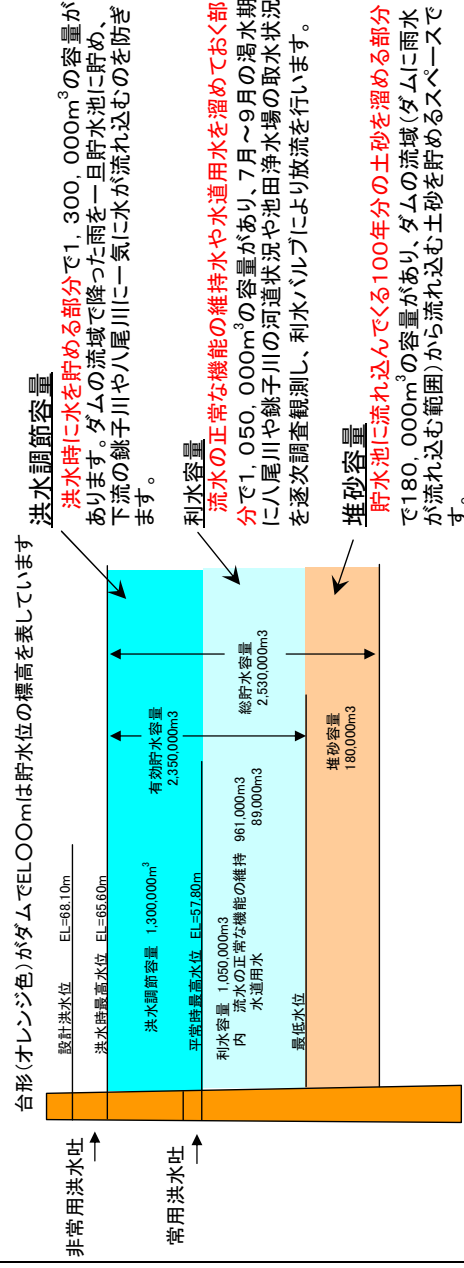 台形(オレンジ色)がダムでEL〇〇mは貯水位の標高を表しています
非常用洪水吐
常用洪水吐
設計洪水位 EL=68.10m
洪水時最高水位 EL=65.60m
洪水調節容量 1,300,000m³
平常時最高水位 EL=57.80m
利水容量 1,050,000m3
内 流水の正常な機能の維持 961,000m3
水道用水 89,000m3
最低水位
有効貯水容量
2,350,000m3
総貯水容量
2,530,000m3
堆砂容量
180,000m3
洪水調節容量
洪水時に水を貯める部分で1,300,000m³の容量が
あります。ダムの流域で降った雨を一旦貯水池に貯め、
下流の銚子川や八尾川に一気に水が流れ込むのを防ぎ
ます。
利水容量
流水の正常な機能の維持水や水道用水を溜めておく部
分で1,050,000m³の容量があり、7月~9月の渇水期
に八尾川や銚子川の河道状況や池田浄水場の取水状況
を逐次調査観測し、利水バルブにより放流を行います。
堆砂容量
貯水池に流れ込んでくる100年分の土砂を溜める部分
で180,000m³の容量があり、ダムの流域(ダムに雨水
が流れ込む範囲)から流れ込む土砂を貯めるスペースで
す。